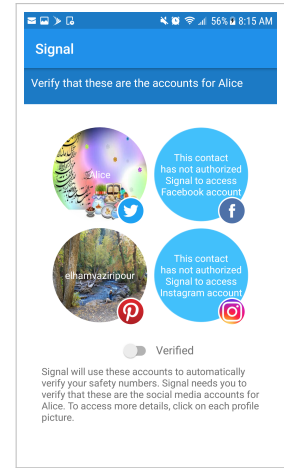 56% 8:15 AM
Signal
Verify that these are the accounts for Alice
Alice
This contact
has not authorized
Signal to access
Facebook account
f
elhamvaziripour
This contact
has not authorized
Signal to access
Instagram account
Verified
Signal will use these accounts to automatically
verify your safety numbers. Signal needs you to
verify that these are the social media accounts for
Alice. To access more details, click on each profile
picture.